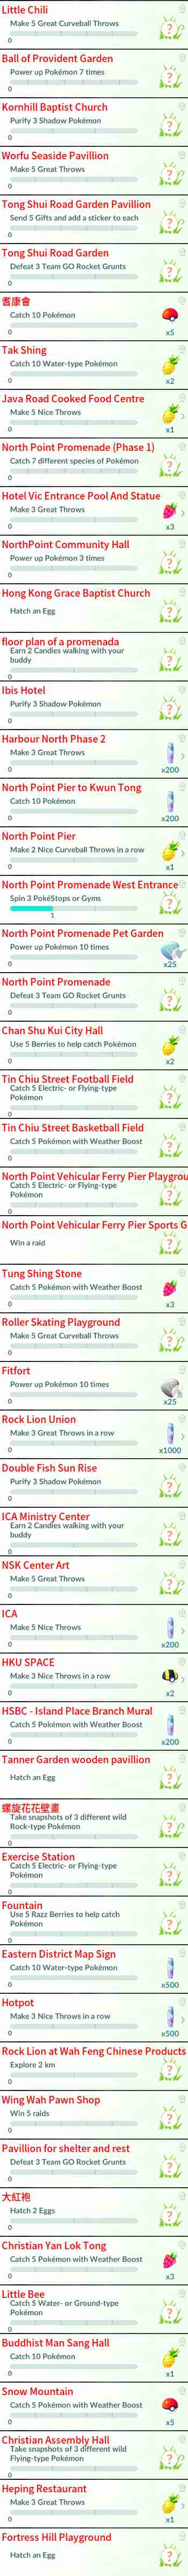 Little Chili
Make 5 Great Curveball Throws
0
?
Ball of Provident Garden
Power up Pokémon 7 times
0
?
Kornhill Baptist Church
Purify 3 Shadow Pokémon
0
?
Worfu Seaside Pavillion
Make 5 Great Throws
0
?
Tong Shui Road Garden Pavillion
Send 5 Gifts and add a sticker to each
0
?
Tong Shui Road Garden
Defeat 3 Team GO Rocket Grunts
0
?
耆康會
Catch 10 Pokémon
0
x5
Tak Shing
Catch 10 Water-type Pokémon
0
x2
Java Road Cooked Food Centre
Make 5 Nice Throws
0
x1
North Point Promenade (Phase 1)
Catch 7 different species of Pokémon
0
?
Hotel Vic Entrance Pool And Statue
Make 3 Great Throws
0
x3
NorthPoint Community Hall
Power up Pokémon 3 times
0
?
Hong Kong Grace Baptist Church
Hatch an Egg
?
floor plan of a promenada
Earn 2 Candies walking with your
buddy
0
?
Ibis Hotel
Purify 3 Shadow Pokémon
0
?
Harbour North Phase 2
Make 3 Great Throws
0
x200
North Point Pier to Kwun Tong
Catch 10 Pokémon
0
x200
North Point Pier
Make 2 Nice Curveball Throws in a row
0
x1
North Point Promenade West Entrance
Spin 3 PokéStops or Gyms
1
?
North Point Promenade Pet Garden
Power up Pokémon 10 times
0
x25
North Point Promenade
Defeat 3 Team GO Rocket Grunts
0
?
Chan Shu Kui City Hall
Use 5 Berries to help catch Pokémon
0
x2
Tin Chiu Street Football Field
Catch 5 Electric- or Flying-type
Pokémon
0
?
Tin Chiu Street Basketball Field
Catch 5 Pokémon with Weather Boost
0
?
North Point Vehicular Ferry Pier Playgrou
Catch 5 Electric- or Flying-type
Pokémon
0
?
North Point Vehicular Ferry Pier Sports G
Win a raid
?
Tung Shing Stone
Catch 5 Pokémon with Weather Boost
0
x3
Roller Skating Playground
Make 5 Great Curveball Throws
0
?
Fitfort
Power up Pokémon 10 times
0
x25
Rock Lion Union
Make 3 Great Throws in a row
0
x1000
Double Fish Sun Rise
Purify 3 Shadow Pokémon
0
?
ICA Ministry Center
Earn 2 Candies walking with your
buddy
0
?
NSK Center Art
Make 5 Great Throws
0
?
ICA
Make 5 Nice Throws
0
x200
HKU SPACE
Make 3 Nice Throws in a row
0
x2
HSBC - Island Place Branch Mural
Catch 5 Pokémon with Weather Boost
0
x200
Tanner Garden wooden pavillion
Hatch an Egg
?
螺旋花花壁畫
Take snapshots of 3 different wild
Rock-type Pokémon
0
?
Exercise Station
Catch 5 Electric- or Flying-type
Pokémon
0
?
Fountain
Use 5 Razz Berries to help catch
Pokémon
0
?
Eastern District Map Sign
Catch 10 Water-type Pokémon
0
x500
Hotpot
Make 3 Nice Throws in a row
0
x500
Rock Lion at Wah Feng Chinese Products
Explore 2 km
0
?
Wing Wah Pawn Shop
Win 5 raids
0
?
Pavillion for shelter and rest
Defeat 3 Team GO Rocket Grunts
0
?
大紅袍
Hatch 2 Eggs
0
?
Christian Yan Lok Tong
Catch 5 Pokémon with Weather Boost
0
x3
Little Bee
Catch 5 Water- or Ground-type
Pokémon
0
?
Buddhist Man Sang Hall
Catch 10 Pokémon
0
x1
Snow Mountain
Catch 5 Pokémon with Weather Boost
0
x5
Christian Assembly Hall
Take snapshots of 3 different wild
Flying-type Pokémon
0
?
Heping Restaurant
Make 3 Great Throws
0
x1
Fortress Hill Playground
Hatch an Egg
?